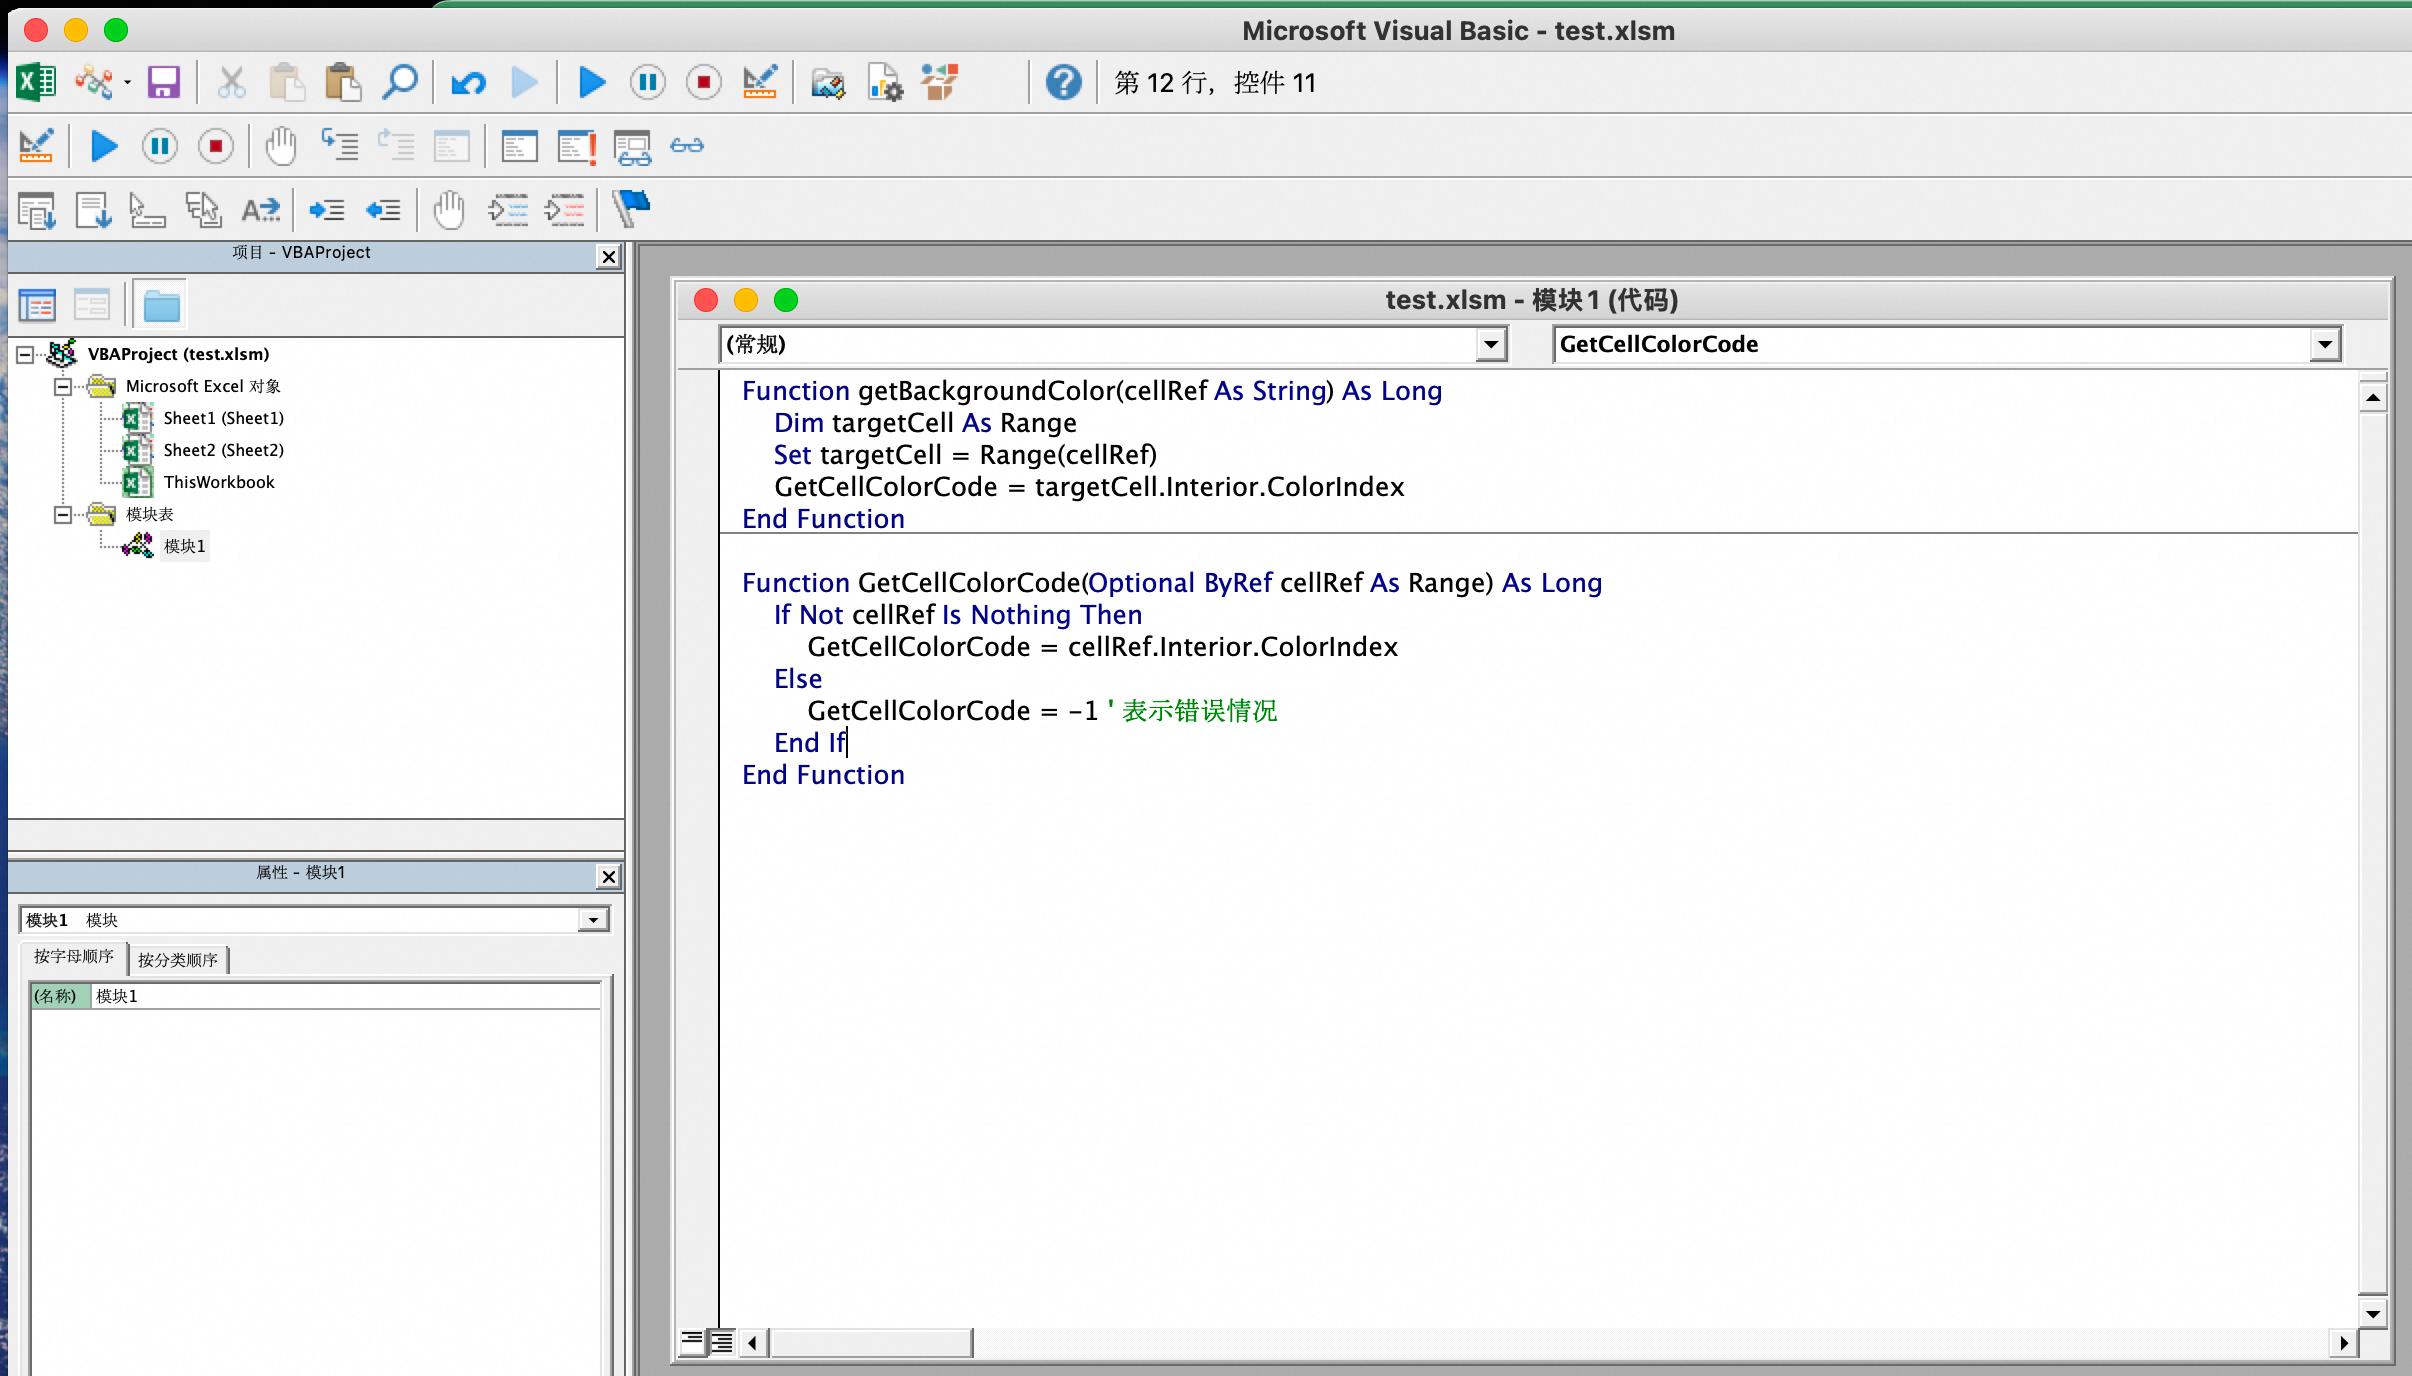 Microsoft Visual Basic - test.xlsm
第 12 行, 控件 11
项目 - VBAProject
VBAProject (test.xlsm)
Microsoft Excel 对象
Sheet1 (Sheet1)
Sheet2 (Sheet2)
ThisWorkbook
模块表
模块1
属性 - 模块1
模块1 模块
按字母顺序
按分类顺序
(名称) 模块1
test.xlsm - 模块1 (代码)
(常规)
GetCellColorCode
Function getBackgroundColor(cellRef As String) As Long
Dim targetCell As Range
Set targetCell = Range(cellRef)
GetCellColorCode = targetCell.Interior.ColorIndex
End Function
Function GetCellColorCode(Optional ByRef cellRef As Range) As Long
If Not cellRef Is Nothing Then
GetCellColorCode = cellRef.Interior.ColorIndex
Else
GetCellColorCode = -1 ' 表示错误情况
End If
End Function